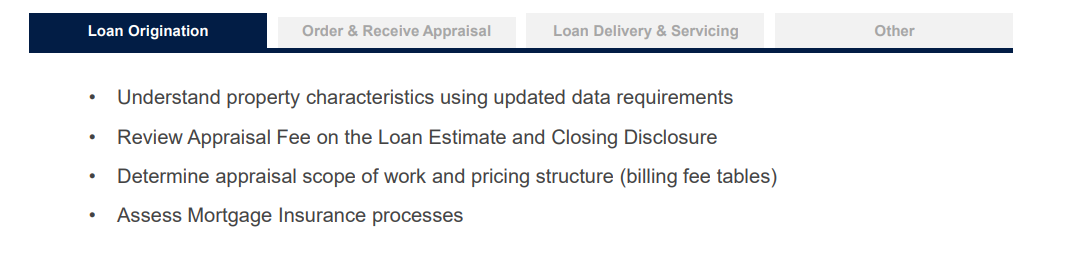 Loan Origination
Order & Receive Appraisal
Loan Delivery & Servicing
Other
• Understand property characteristics using updated data requirements
• Review Appraisal Fee on the Loan Estimate and Closing Disclosure
• Determine appraisal scope of work and pricing structure (billing fee tables)
• Assess Mortgage Insurance processes